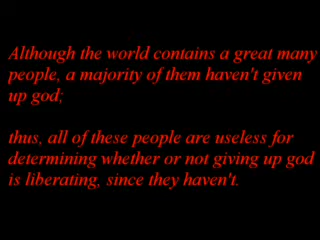 Although the world contains a great many
people, a majority of them haven't given
up god;
thus, all of these people are useless for
determining whether or not giving up god
is liberating, since they haven't.